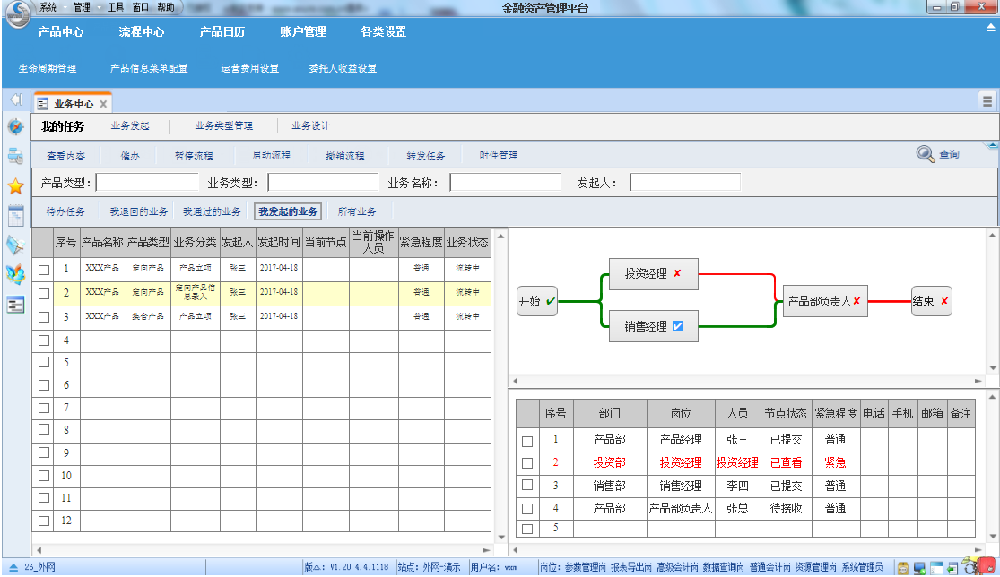 系统 管理 工具 窗口 帮助 金融资产管理平台
产品中心 流程中心 产品日历 账户管理 各类设置
生命周期管理 产品信息菜单配置 运营费用设置 委托人收益设置
业务中心
我的任务 业务发起 业务类型管理 业务设计
查看内容 催办 暂停流程 启动流程 撤销流程 转发任务 附件管理 查询
产品类型： 业务类型： 业务名称： 发起人：
待办任务 我退回的业务 我通过的业务 我发起的业务 所有业务
序号 产品名称 产品类型 业务分类 发起人 发起时间 当前节点 当前操作人员 紧急程度 业务状态
1 XXX产品 定向产品 产品立项 张三 2017-04-18 普通 流转中
2 XXX产品 定向产品 定向产品信息录入 张三 2017-04-18 普通 流转中
3 XXX产品 集合产品 产品立项 张三 2017-04-18 普通 流转中
4
5
6
7
8
9
10
11
12
投资经理
开始
产品部负责人
结束
销售经理
序号 部门 岗位 人员 节点状态 紧急程度 电话 手机 邮箱 备注
1 产品部 产品经理 张三 已提交 普通
2 投资部 投资经理 投资经理 已查看 紧急
3 销售部 销售经理 李四 已提交 普通
4 产品部 产品部负责人 张总 待接收 普通
5
26_外网 版本: V1.20.4.4.1118 站点: 外网-演示 用户名: vxm 岗位: 参数管理岗 报表导出岗 高级会计岗 数据查询岗 普通会计岗 资源管理岗 系统管理员